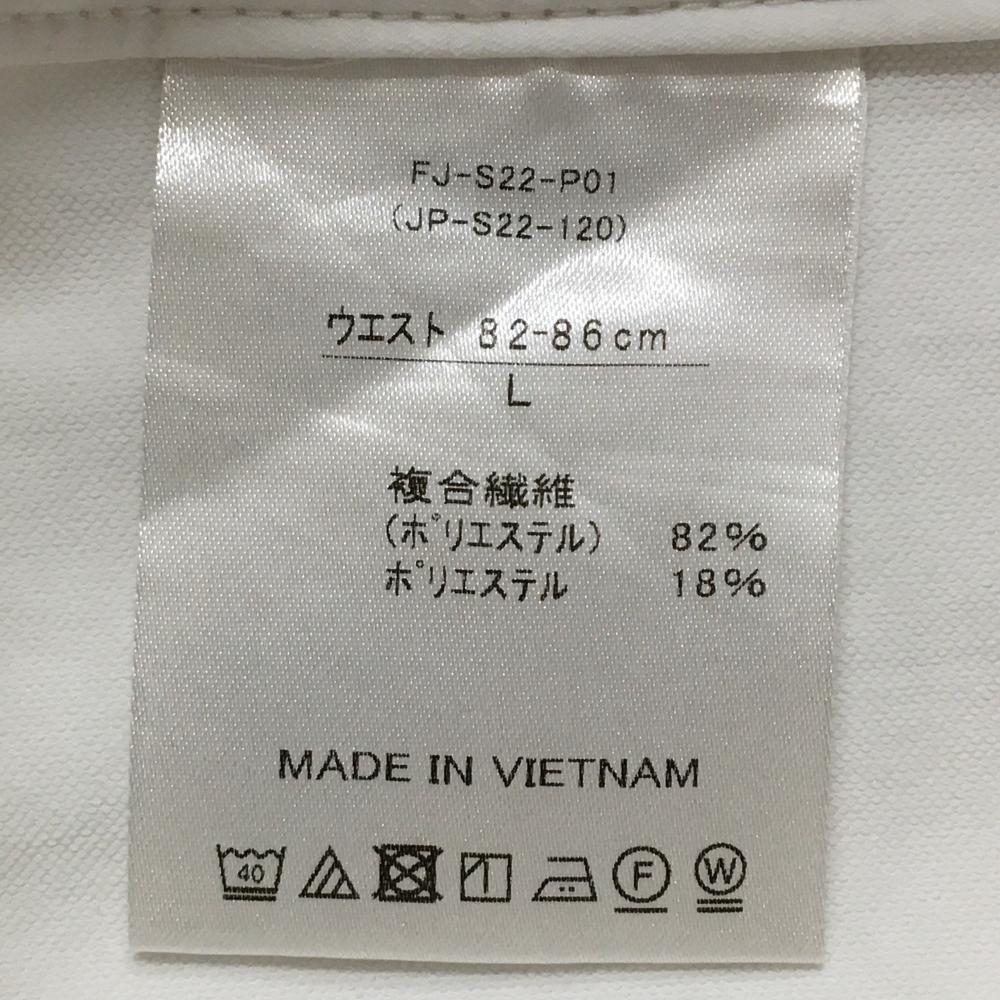 FJ-S22-P01
(JP-S22-120)
ウエスト 82-86cm
L
複合繊維
(ポリエステル) 82%
ポリエステル 18%
MADE IN VIETNAM
40 F W